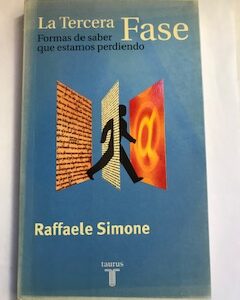 La Tercera
Fase
Formas de saber
que estamos perdiendo
@
Raffaele Simone
taurus
T